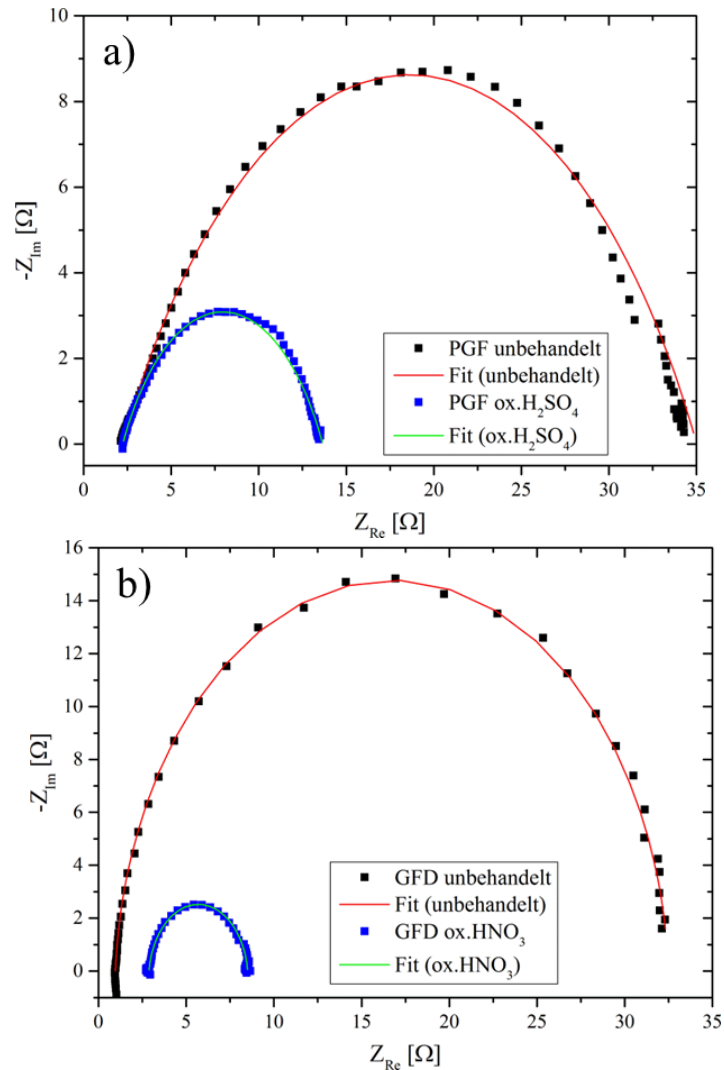 a)
10
8
6
4
2
0
-Z_Im [Ω]
PGF unbehandelt
Fit (unbehandelt)
PGF ox.H₂SO₄
Fit (ox.H₂SO₄)
0 5 10 15 20 25 30 35
Z_Re [Ω]
b)
16
14
12
10
8
6
4
2
0
-Z_Im [Ω]
GFD unbehandelt
Fit (unbehandelt)
GFD ox.HNO₃
Fit (ox.HNO₃)
0 5 10 15 20 25 30 35
Z_Re [Ω]